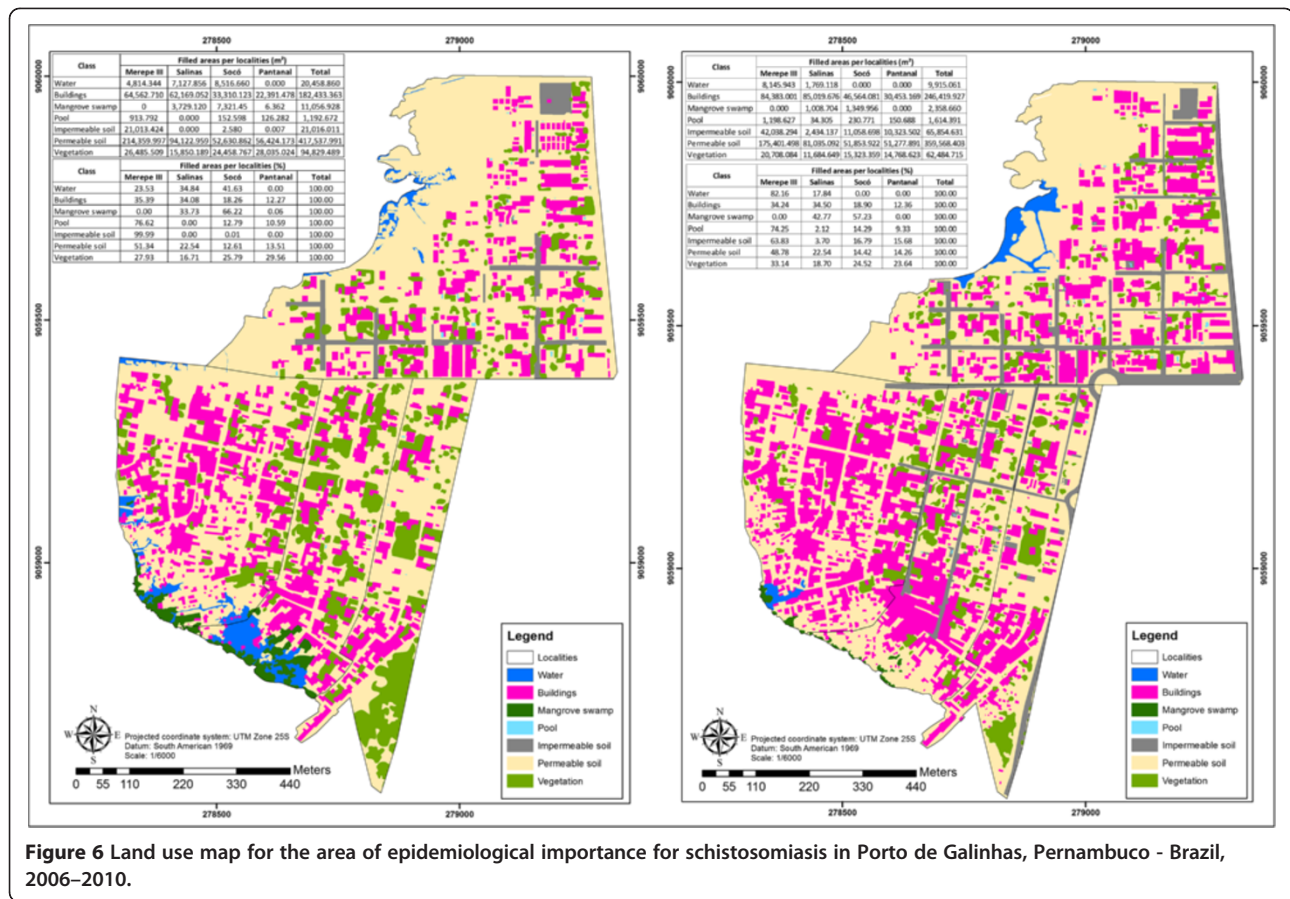 278500 279000
9060000
9059500
9059000
Class Filled areas per localities (m²)
Merepe III Salinas Socó Pantanal Total
Water 4,814.344 7,127.856 8,516.660 0.000 20,458.860
Buildings 64,562.710 62,169.052 33,310.123 22,391.478 182,433.363
Mangrove swamp 0 3,729.120 7,321.45 6.362 11,056.928
Pool 913.792 0.000 152.598 126.282 1,192.672
Impermeable soil 21,013.424 0.000 2.580 0.007 21,016.011
Permeable soil 214,359.997 94,122.959 52,630.862 56,424.173 417,537.991
Vegetation 26,485.509 15,850.189 24,458.767 28,035.024 94,829.489
Class Filled areas per localities (%)
Merepe III Salinas Socó Pantanal Total
Water 23.53 34.84 41.63 0.00 100.00
Buildings 35.39 34.08 18.26 12.27 100.00
Mangrove swamp 0.00 33.73 66.22 0.06 100.00
Pool 76.62 0.00 12.79 10.59 100.00
Impermeable soil 99.99 0.00 0.01 0.00 100.00
Permeable soil 51.34 22.54 12.61 13.51 100.00
Vegetation 27.93 16.71 25.79 29.56 100.00
Legend
Localities
Water
Buildings
Mangrove swamp
Pool
Impermeable soil
Permeable soil
Vegetation
N
W E
S
Projected coordinate system: UTM Zone 25S
Datum: South American 1969
Scale: 1/6000
Meters
0 55 110 220 330 440
278500 279000
278500 279000
9060000
9059500
9059000
Class Filled areas per localities (m²)
Merepe III Salinas Socó Pantanal Total
Water 8,145.943 1,769.118 0.000 0.000 9,915.061
Buildings 84,383.001 85,019.676 46,564.081 30,453.169 246,419.927
Mangrove swamp 0.000 1,008.704 1,349.956 0.000 2,358.660
Pool 1,198.627 34.305 230.771 150.688 1,614.391
Impermeable soil 42,038.294 2,434.137 11,058.698 10,323.502 65,854.631
Permeable soil 175,401.498 81,035.092 51,853.922 51,277.891 359,568.403
Vegetation 20,708.084 11,684.649 15,323.359 14,768.623 62,484.715
Class Filled areas per localities (%)
Merepe III Salinas Socó Pantanal Total
Water 82.16 17.84 0.00 0.00 100.00
Buildings 34.24 34.50 18.90 12.36 100.00
Mangrove swamp 0.00 42.77 57.23 0.00 100.00
Pool 74.25 2.12 14.29 9.33 100.00
Impermeable soil 63.83 3.70 16.79 15.68 100.00
Permeable soil 48.78 22.54 14.42 14.26 100.00
Vegetation 33.14 18.70 24.52 23.64 100.00
Legend
Localities
Water
Buildings
Mangrove swamp
Pool
Impermeable soil
Permeable soil
Vegetation
N
W E
S
Projected coordinate system: UTM Zone 25S
Datum: South American 1969
Scale: 1/6000
Meters
0 55 110 220 330 440
278500 279000
Figure 6 Land use map for the area of epidemiological importance for schistosomiasis in Porto de Galinhas, Pernambuco - Brazil,
2006–2010.